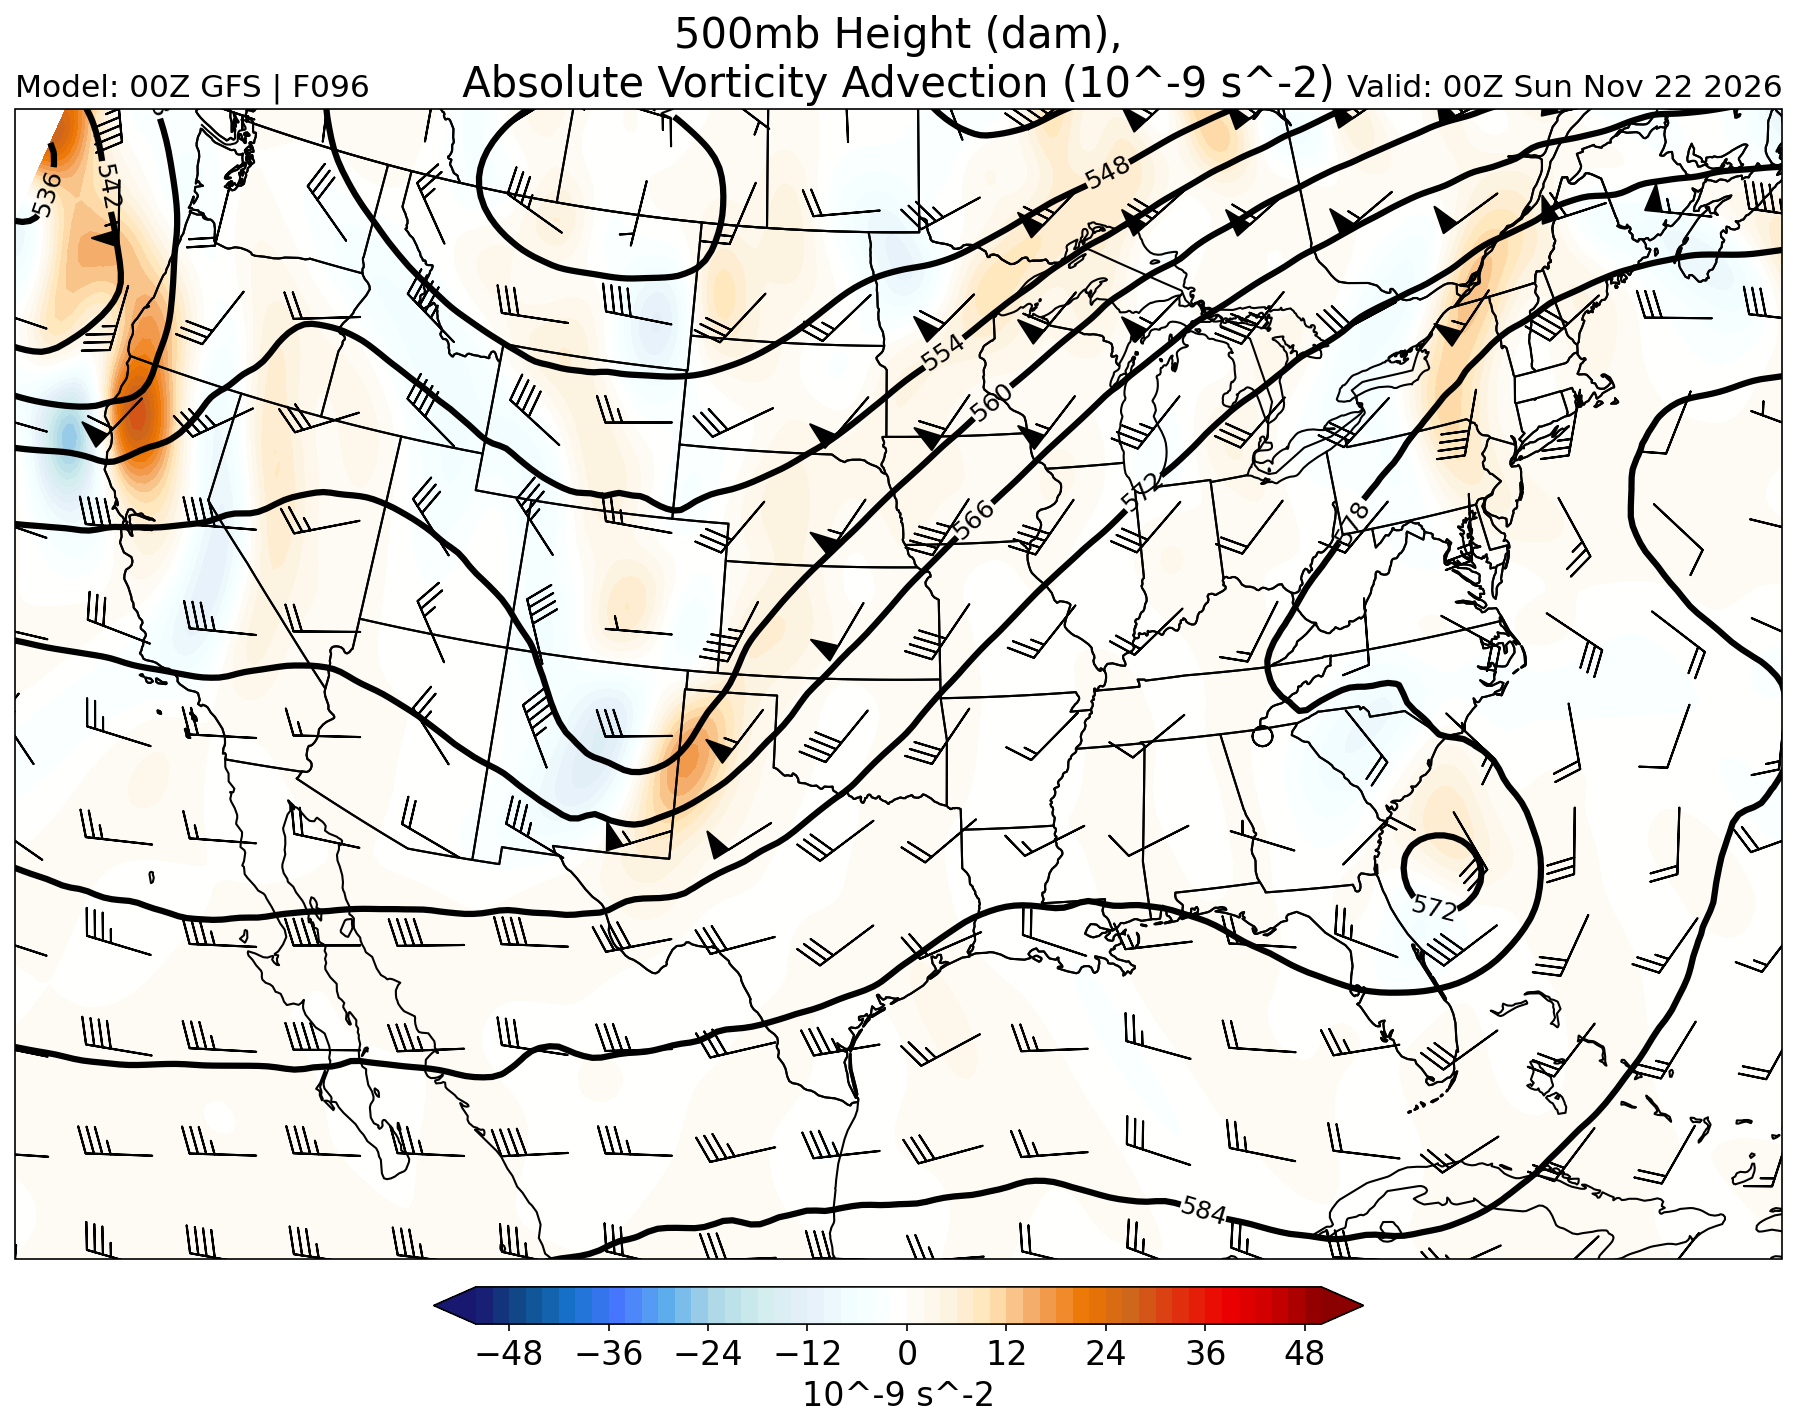 500mb Height (dam),
Model: 00Z GFS | F096 Absolute Vorticity Advection (10^-9 s^-2) Valid: 00Z Sun Nov 22 2026
536
542
548
554
560
566
572
578
572
584
−48 −36 −24 −12 0 12 24 36 48
10^-9 s^-2